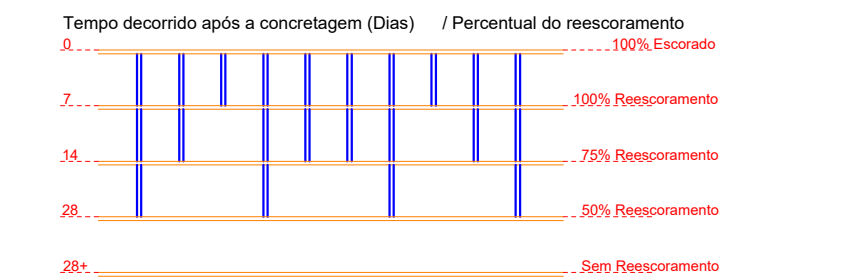 Tempo decorrido após a concretagem (Dias) / Percentual do reescoramento
0 100% Escorado
7 100% Reescoramento
14 75% Reescoramento
28 50% Reescoramento
28+ Sem Reescoramento